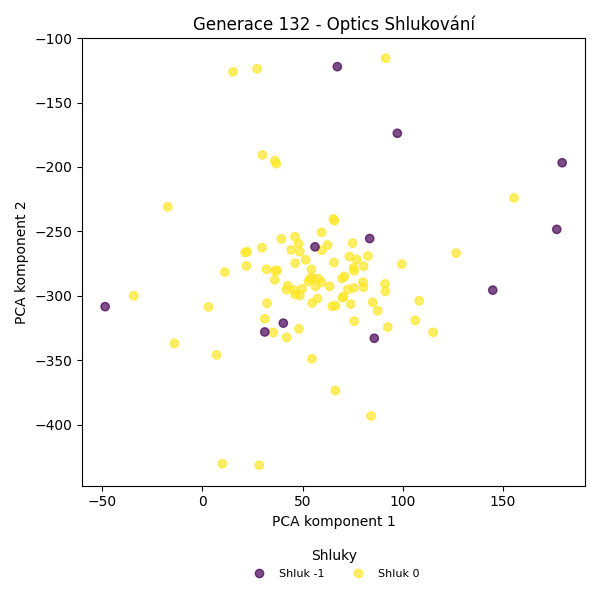 Generace 132 - Optics Shlukování
−100
−150
−200
−250
−300
−350
−400
PCA komponent 2
−50
0
50
100
150
PCA komponent 1
Shluky
Shluk -1
Shluk 0